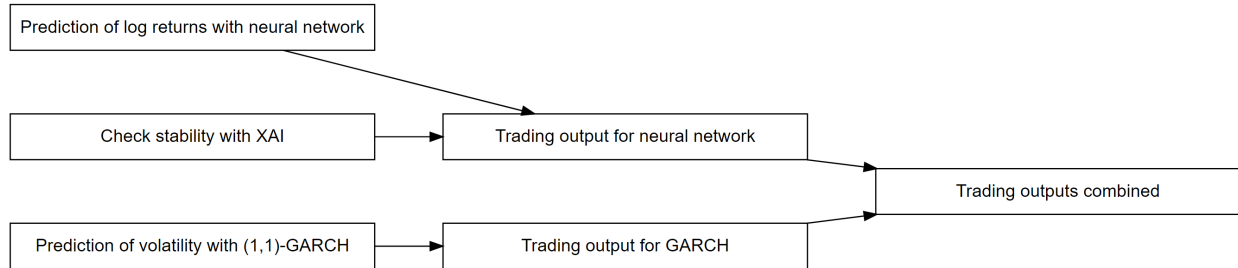 Prediction of log returns with neural network
Check stability with XAI
Trading output for neural network
Trading outputs combined
Prediction of volatility with (1,1)-GARCH
Trading output for GARCH